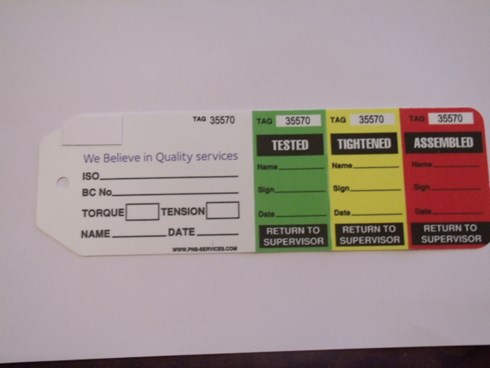 TAG 35570
We Believe in Quality services
ISO
BC No
TORQUE TENSION
NAME DATE
WWW.PHB-SERVICES.COM
TAG 35570
TESTED
Name
Sign
Date
RETURN TO
SUPERVISOR
TAG 35570
TIGHTENED
Name
Sign
Date
RETURN TO
SUPERVISOR
TAG 35570
ASSEMBLED
Name
Sign
Date
RETURN TO
SUPERVISOR